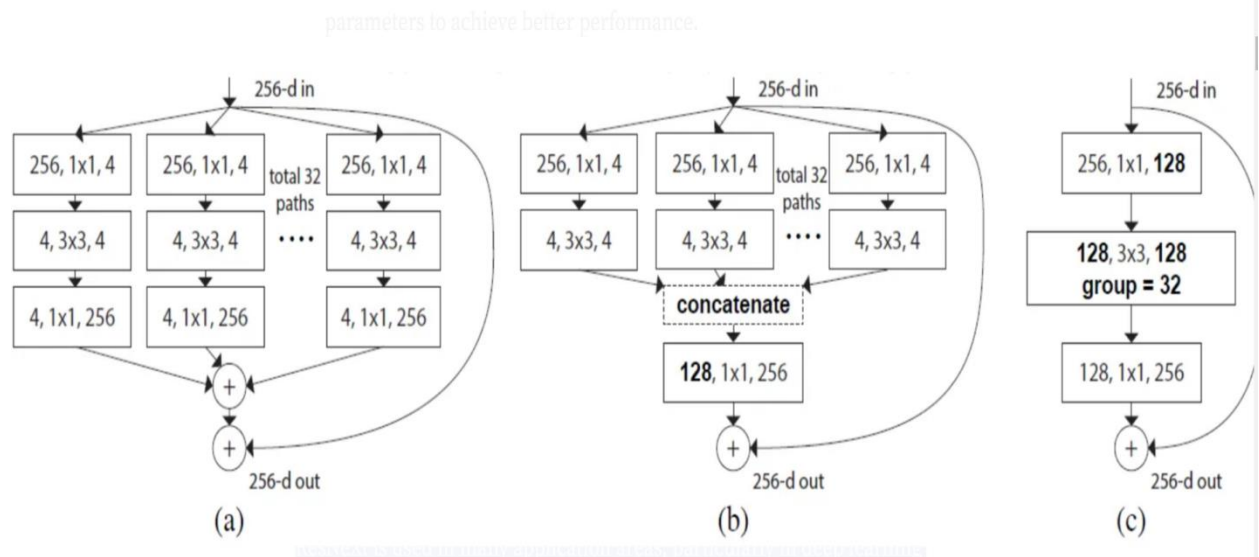 parameters to achieve better performance.
256-d in
256, 1x1, 4
256, 1x1, 4
total 32
paths
256, 1x1, 4
4, 3x3, 4
4, 3x3, 4
....
4, 3x3, 4
4, 1x1, 256
4, 1x1, 256
4, 1x1, 256
+
+
256-d out
(a)
256-d in
256, 1x1, 4
256, 1x1, 4
total 32
paths
256, 1x1, 4
4, 3x3, 4
4, 3x3, 4
....
4, 3x3, 4
concatenate
128, 1x1, 256
+
256-d out
(b)
256-d in
256, 1x1, 128
128, 3x3, 128
group = 32
128, 1x1, 256
+
256-d out
(c)